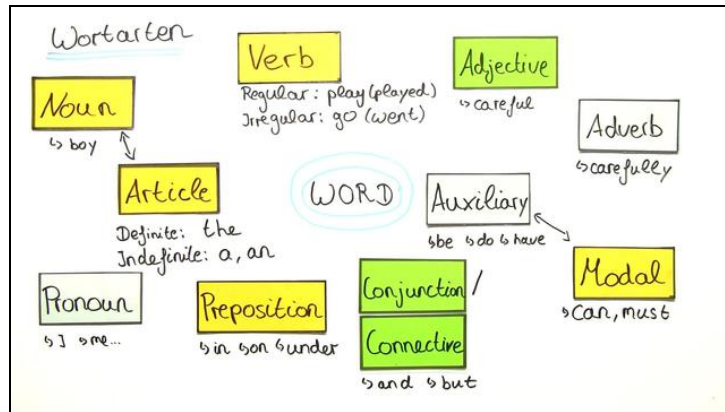 Wortarten
Verb
Regular: play (played)
Irregular: go (went)
Adjective
↳ careful
Noun
↳ boy
Adverb
↳ carefully
Article
Definite: the
Indefinite: a, an
WORD
Auxiliary
↳ be ↳ do ↳ have
Modal
↳ Can, must
Pronoun
↳ I ↳ me...
Preposition
↳ in ↳ on ↳ under
Conjunction /
Connective
↳ and ↳ but